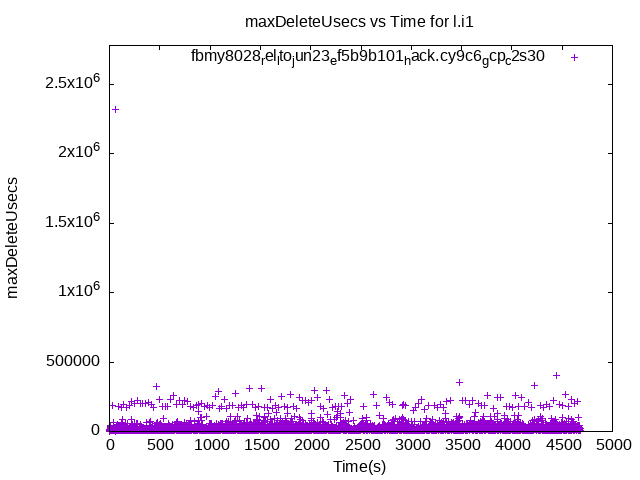 maxDeleteUsecs vs Time for l.i1
fbmy8028relltojun23ef5b9b101hack.cy9c6gcpc2s30
maxDeleteUsecs
2.5x10^6
2x10^6
1.5x10^6
1x10^6
500000
0
0 500 1000 1500 2000 2500 3000 3500 4000 4500 5000
Time(s)